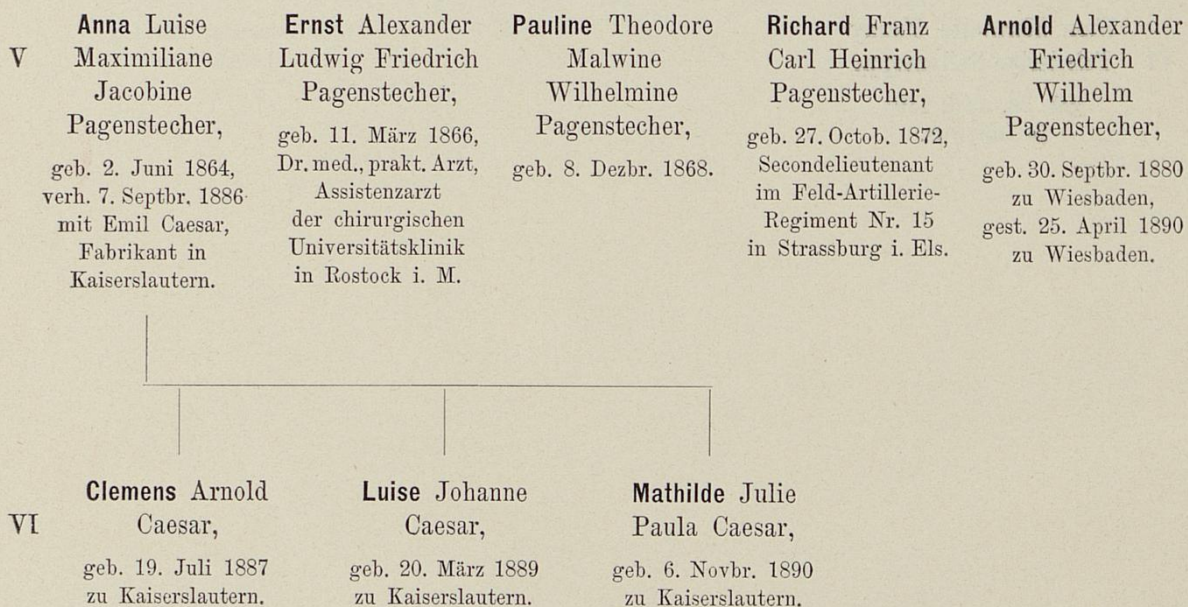 V
Anna Luise
Maximiliane
Jacobine
Pagenstecher,
geb. 2. Juni 1864,
verh. 7. Septbr. 1886
mit Emil Caesar,
Fabrikant in
Kaiserslautern.
Ernst Alexander
Ludwig Friedrich
Pagenstecher,
geb. 11. März 1866,
Dr. med., prakt. Arzt,
Assistenzarzt
der chirurgischen
Universitätsklinik
in Rostock i. M.
Pauline Theodore
Malwine
Wilhelmine
Pagenstecher,
geb. 8. Dezbr. 1868.
Richard Franz
Carl Heinrich
Pagenstecher,
geb. 27. Octob. 1872,
Secondelieutenant
im Feld-Artillerie-
Regiment Nr. 15
in Strassburg i. Els.
Arnold Alexander
Friedrich
Wilhelm
Pagenstecher,
geb. 30. Septbr. 1880
zu Wiesbaden,
gest. 25. April 1890
zu Wiesbaden.
VI
Clemens Arnold
Caesar,
geb. 19. Juli 1887
zu Kaiserslautern.
Luise Johanne
Caesar,
geb. 20. März 1889
zu Kaiserslautern.
Mathilde Julie
Paula Caesar,
geb. 6. Novbr. 1890
zu Kaiserslautern.